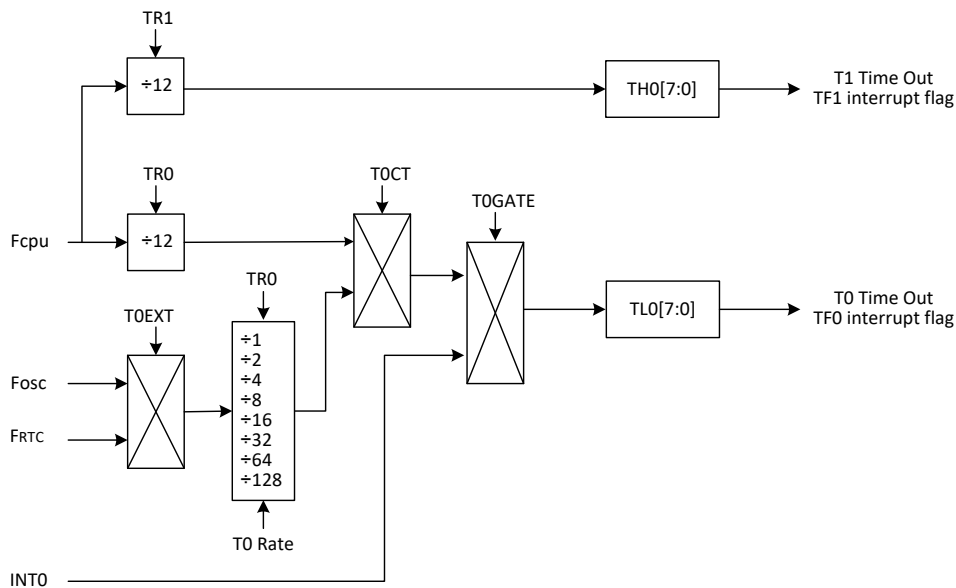 TR1
÷12
TH0[7:0]
T1 Time Out
TF1 interrupt flag
TR0
T0CT
T0GATE
Fcpu
÷12
TR0
T0EXT
TL0[7:0]
T0 Time Out
TF0 interrupt flag
÷1
÷2
÷4
÷8
÷16
÷32
÷64
÷128
Fosc
FRTC
T0 Rate
INT0